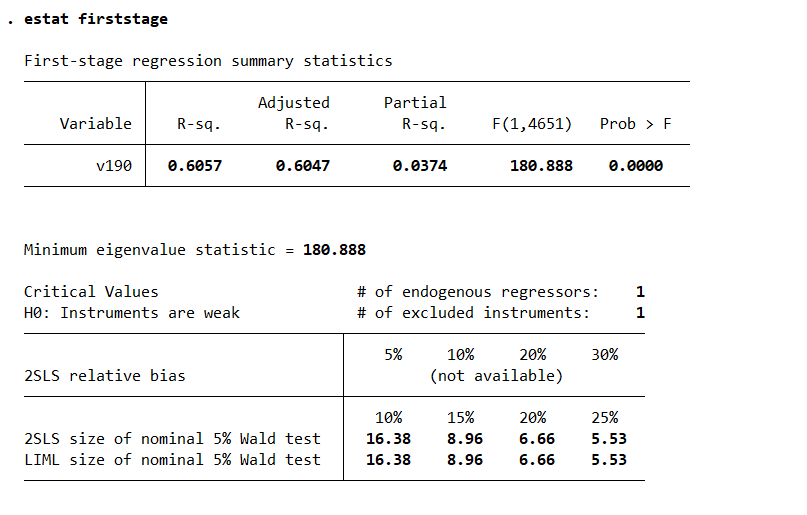 . estat firststage
First-stage regression summary statistics
Adjusted Partial
Variable R-sq. R-sq. R-sq. F(1,4651) Prob > F
v190 0.6057 0.6047 0.0374 180.888 0.0000
Minimum eigenvalue statistic = 180.888
Critical Values # of endogenous regressors: 1
H0: Instruments are weak # of excluded instruments: 1
5% 10% 20% 30%
2SLS relative bias (not available)
10% 15% 20% 25%
2SLS size of nominal 5% Wald test 16.38 8.96 6.66 5.53
LIML size of nominal 5% Wald test 16.38 8.96 6.66 5.53